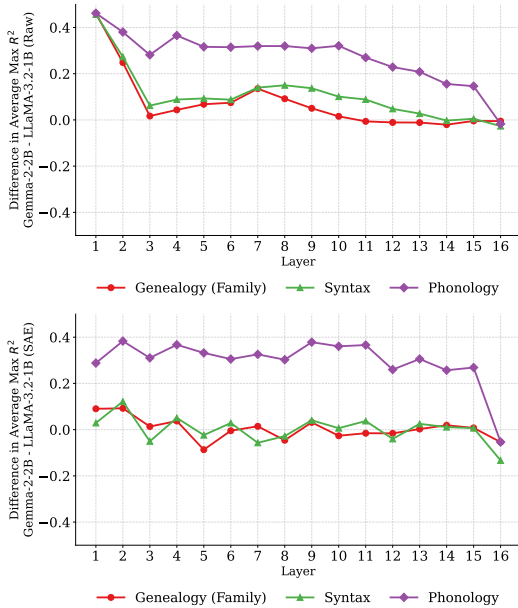 Difference in Average Max R²
Gemma-2-2B - LLaMA-3.2-1B (Raw)
0.4
0.2
0.0
−0.2
−0.4
1 2 3 4 5 6 7 8 9 10 11 12 13 14 15 16
Layer
Genealogy (Family) Syntax Phonology
Difference in Average Max R²
Gemma-2-2B - LLaMA-3.2-1B (SAE)
0.4
0.2
0.0
−0.2
−0.4
1 2 3 4 5 6 7 8 9 10 11 12 13 14 15 16
Layer
Genealogy (Family) Syntax Phonology